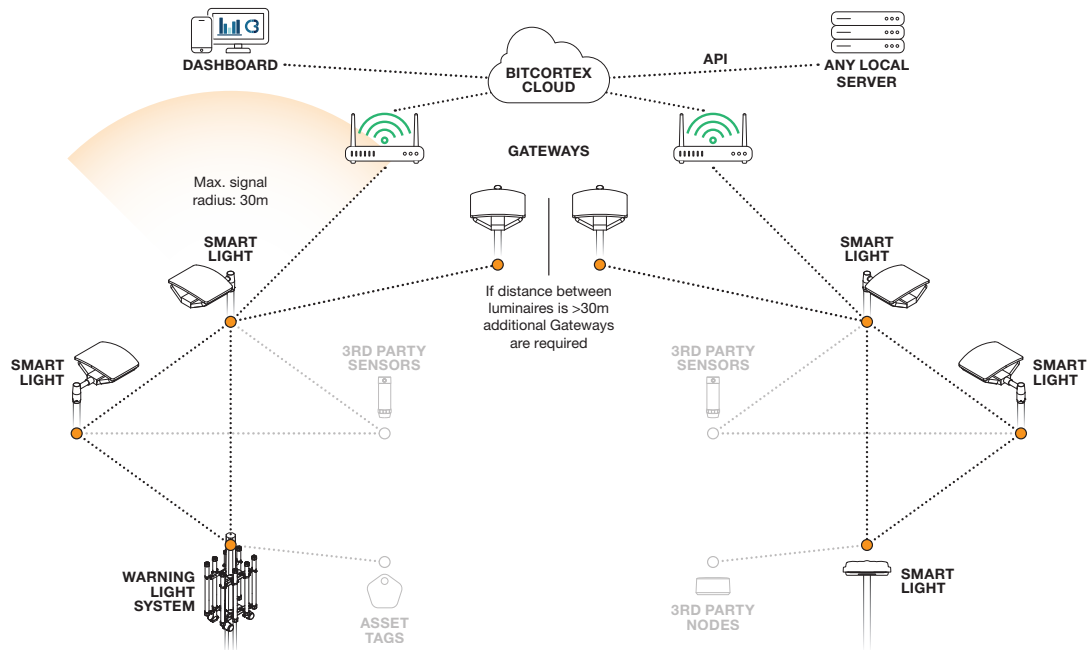 DASHBOARD
BITCORTEX
CLOUD
API
ANY LOCAL
SERVER
GATEWAYS
Max. signal
radius: 30m
SMART
LIGHT
SMART
LIGHT
If distance between
luminaires is >30m
additional Gateways
are required
SMART
LIGHT
3RD PARTY
SENSORS
3RD PARTY
SENSORS
SMART
LIGHT
WARNING
LIGHT
SYSTEM
ASSET
TAGS
3RD PARTY
NODES
SMART
LIGHT